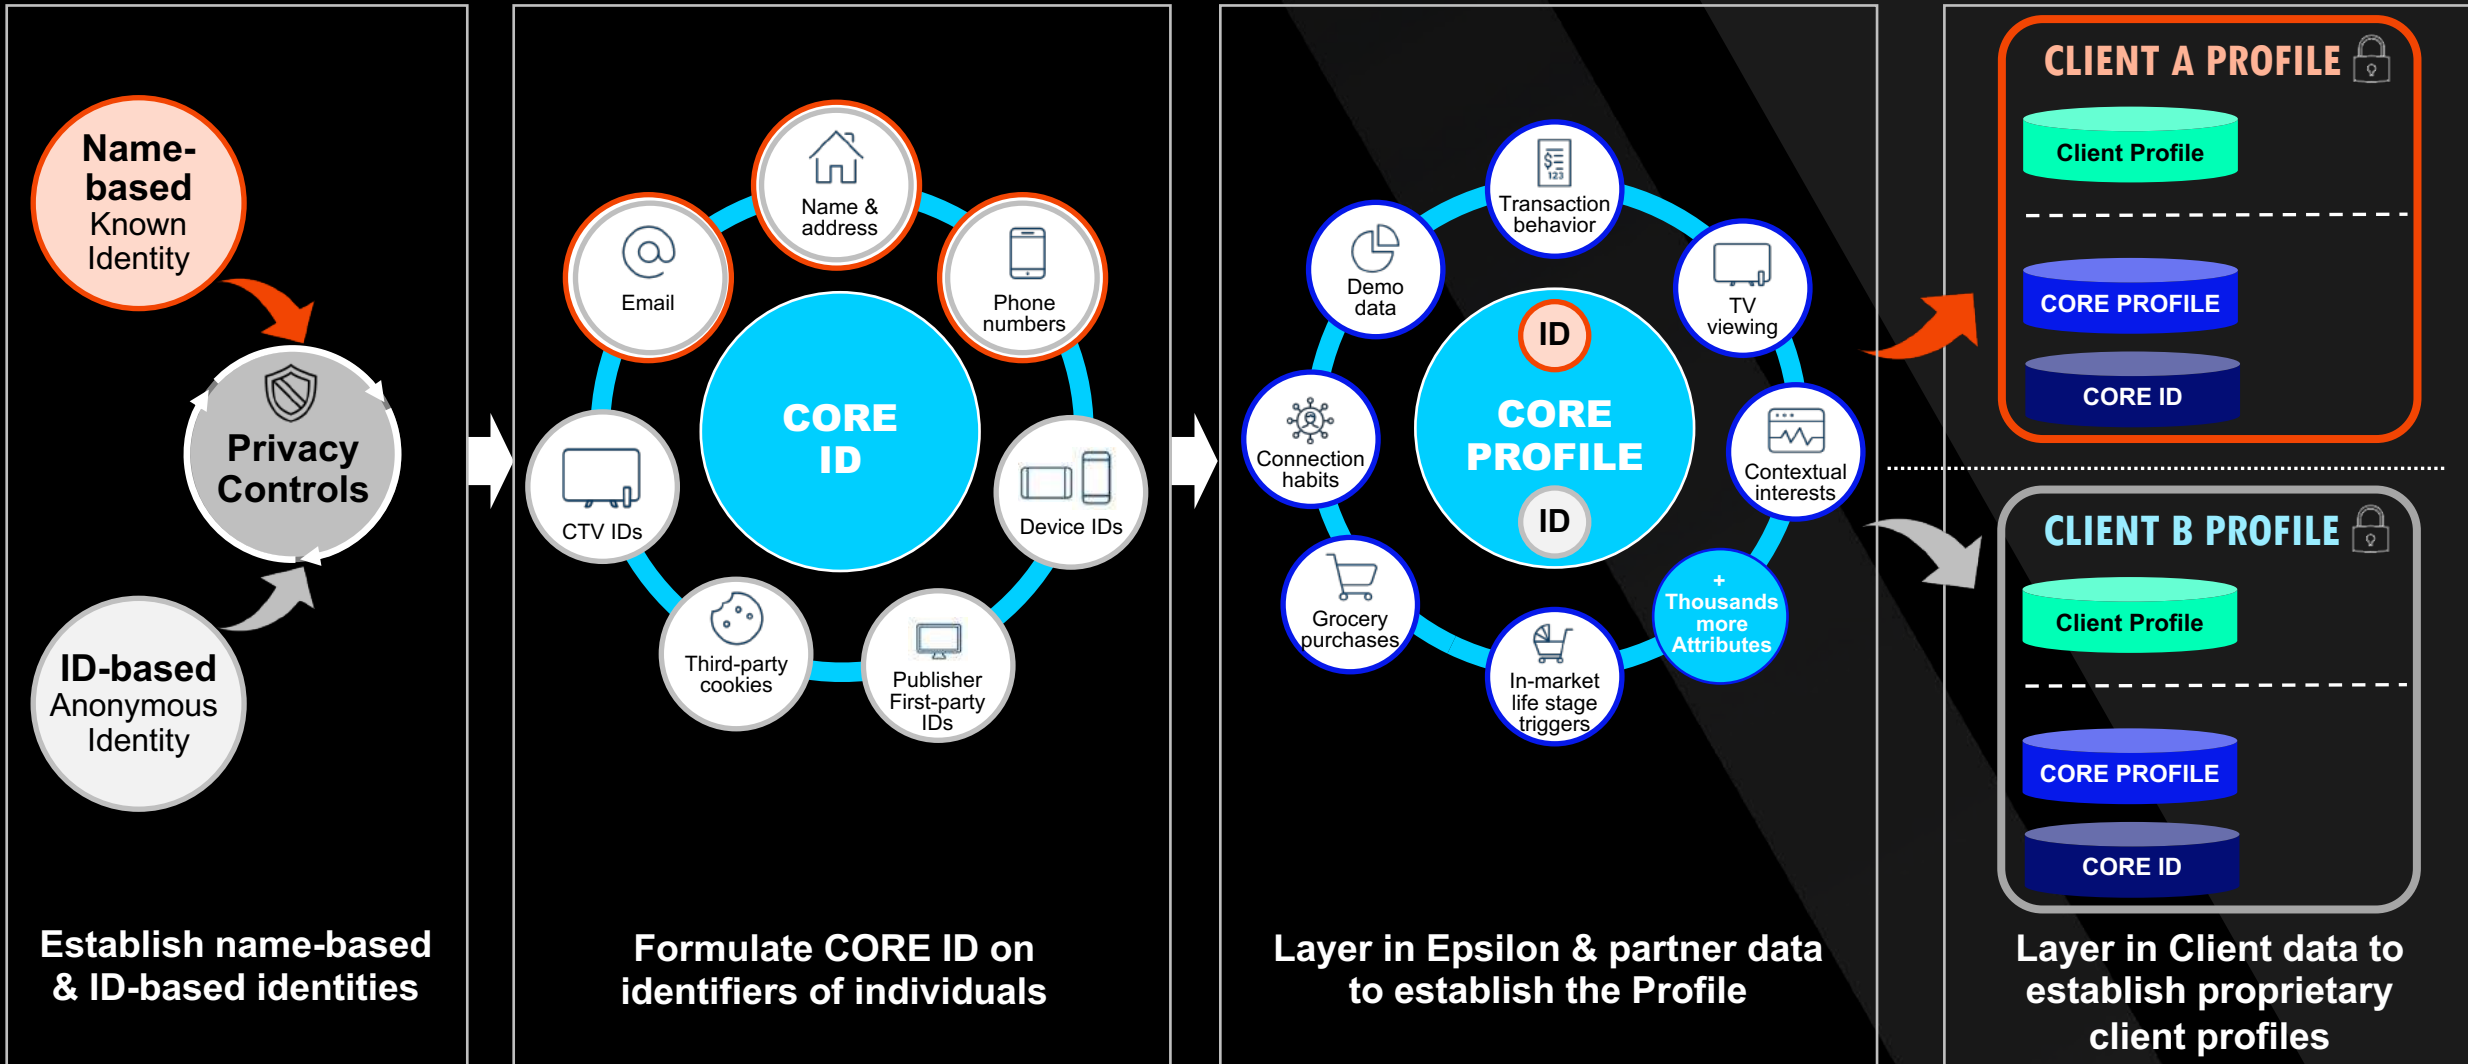 Name-
based
Known
Identity
Privacy
Controls
ID-based
Anonymous
Identity
Establish name-based
& ID-based identities
Name &
address
Email
Phone
numbers
CORE
ID
CTV IDs
Device IDs
Third-party
cookies
Publisher
First-party
IDs
Formulate CORE ID on
identifiers of individuals
$
123
Transaction
behavior
Demo
data
TV
viewing
ID
CORE
PROFILE
ID
Connection
habits
Contextual
interests
Grocery
purchases
+
Thousands
more
Attributes
In-market
life stage
triggers
Layer in Epsilon & partner data
to establish the Profile
CLIENT A PROFILE
Client Profile
CORE PROFILE
CORE ID
CLIENT B PROFILE
Client Profile
CORE PROFILE
CORE ID
Layer in Client data to
establish proprietary
client profiles